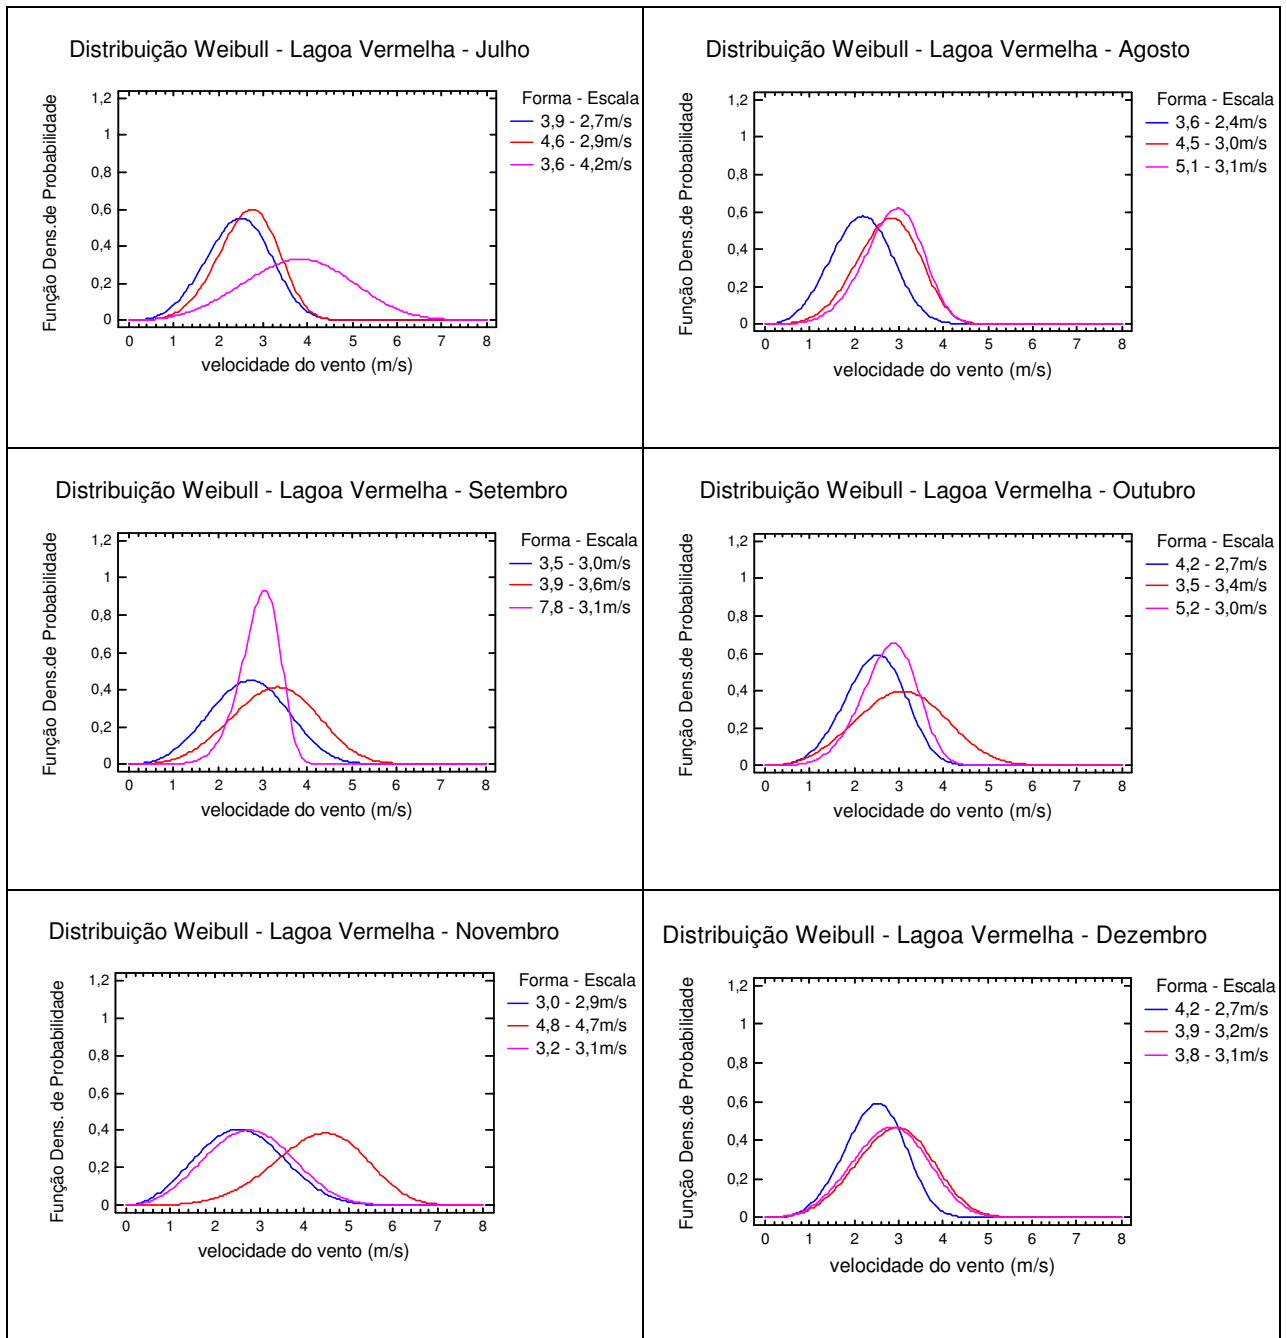 Distribuição Weibull - Lagoa Vermelha - Julho
Função Dens.de Probabilidade
1,2
1
0,8
0,6
0,4
0,2
0
0 1 2 3 4 5 6 7 8
velocidade do vento (m/s)
Forma - Escala
3,9 - 2,7m/s
4,6 - 2,9m/s
3,6 - 4,2m/s
Distribuição Weibull - Lagoa Vermelha - Agosto
Função Dens.de Probabilidade
1,2
1
0,8
0,6
0,4
0,2
0
0 1 2 3 4 5 6 7 8
velocidade do vento (m/s)
Forma - Escala
3,6 - 2,4m/s
4,5 - 3,0m/s
5,1 - 3,1m/s
Distribuição Weibull - Lagoa Vermelha - Setembro
Função Dens.de Probabilidade
1,2
1
0,8
0,6
0,4
0,2
0
0 1 2 3 4 5 6 7 8
velocidade do vento (m/s)
Forma - Escala
3,5 - 3,0m/s
3,9 - 3,6m/s
7,8 - 3,1m/s
Distribuição Weibull - Lagoa Vermelha - Outubro
Função Dens.de Probabilidade
1,2
1
0,8
0,6
0,4
0,2
0
0 1 2 3 4 5 6 7 8
velocidade do vento (m/s)
Forma - Escala
4,2 - 2,7m/s
3,5 - 3,4m/s
5,2 - 3,0m/s
Distribuição Weibull - Lagoa Vermelha - Novembro
Função Dens. de Probabilidade
1,2
1
0,8
0,6
0,4
0,2
0
0 1 2 3 4 5 6 7 8
velocidade do vento (m/s)
Forma - Escala
3,0 - 2,9m/s
4,8 - 4,7m/s
3,2 - 3,1m/s
Distribuição Weibull - Lagoa Vermelha - Dezembro
Função Dens.de Probabilidade
1,2
1
0,8
0,6
0,4
0,2
0
0 1 2 3 4 5 6 7 8
velocidade do vento (m/s)
Forma - Escala
4,2 - 2,7m/s
3,9 - 3,2m/s
3,8 - 3,1m/s